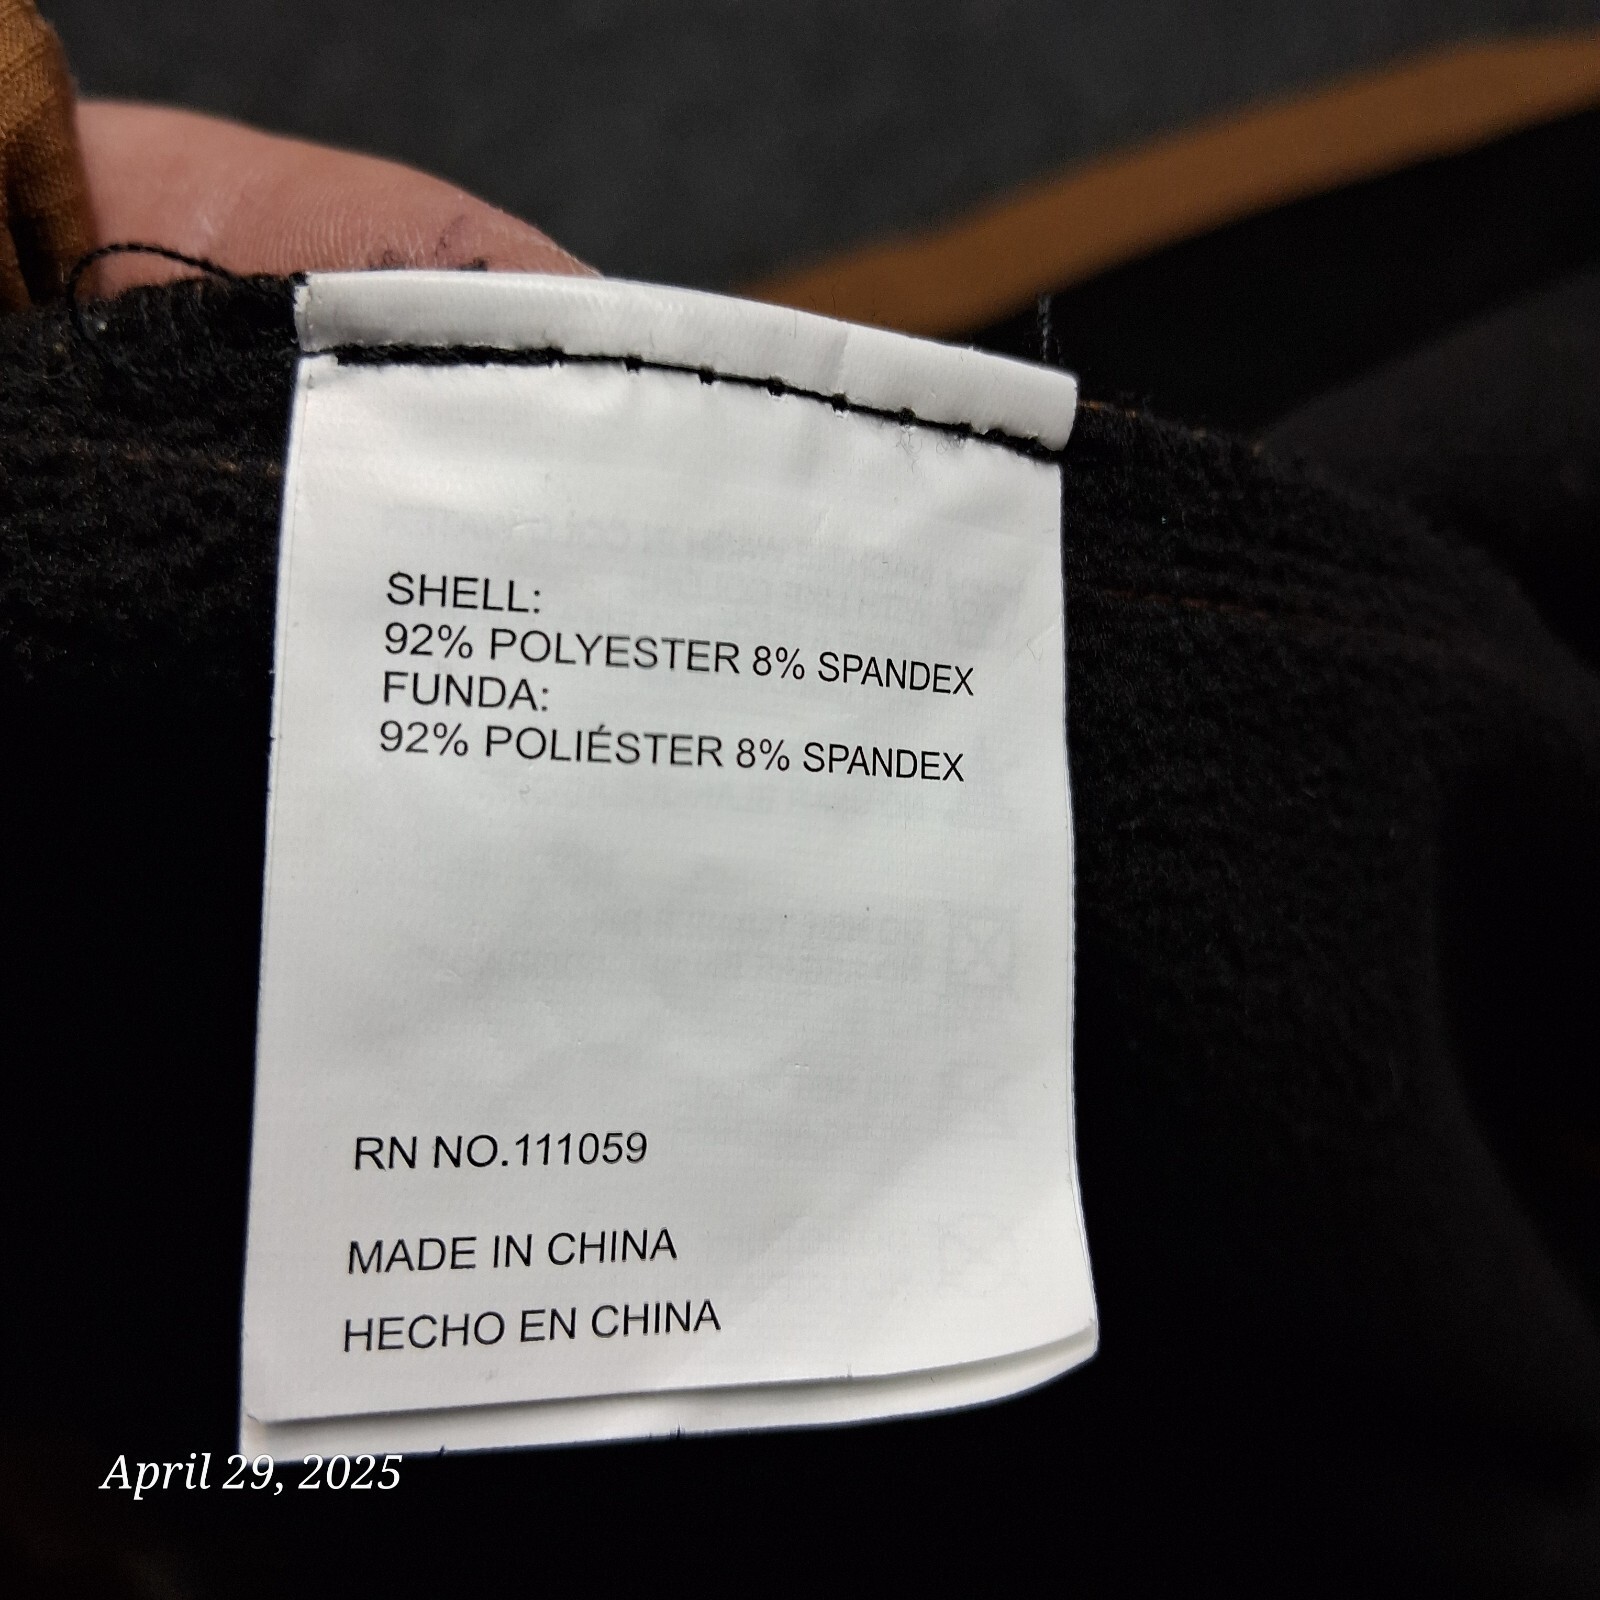 SHELL:
92% POLYESTER 8% SPANDEX
FUNDA:
92% POLIÉSTER 8% SPANDEX
RN NO.111059
MADE IN CHINA
HECHO EN CHINA
April 29, 2025